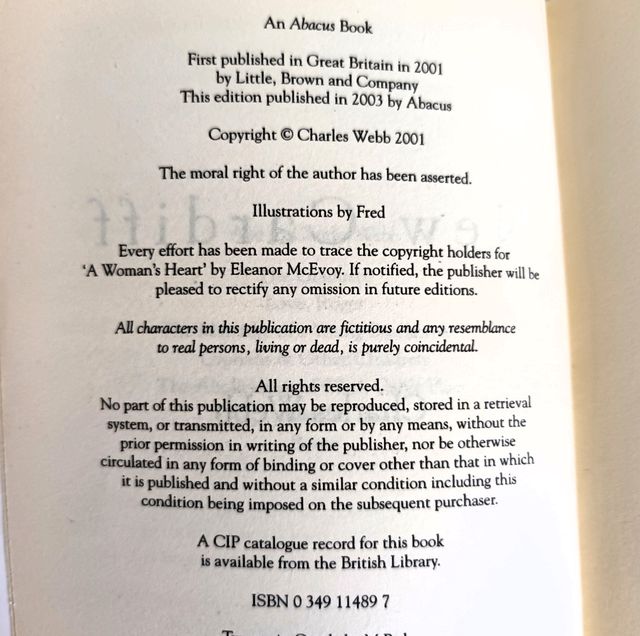 An Abacus Book
First published in Great Britain in 2001
by Little, Brown and Company
This edition published in 2003 by Abacus
Copyright © Charles Webb 2001
The moral right of the author has been asserted.
Illustrations by Fred
Every effort has been made to trace the copyright holders for
'A Woman's Heart' by Eleanor McEvoy. If notified, the publisher will be
pleased to rectify any omission in future editions.
All characters in this publication are fictitious and any resemblance
to real persons, living or dead, is purely coincidental.
All rights reserved.
No part of this publication may be reproduced, stored in a retrieval
system, or transmitted, in any form or by any means, without the
prior permission in writing of the publisher, nor be otherwise
circulated in any form of binding or cover other than that in which
it is published and without a similar condition including this
condition being imposed on the subsequent purchaser.
A CIP catalogue record for this book
is available from the British Library.
ISBN 0 349 11489 7